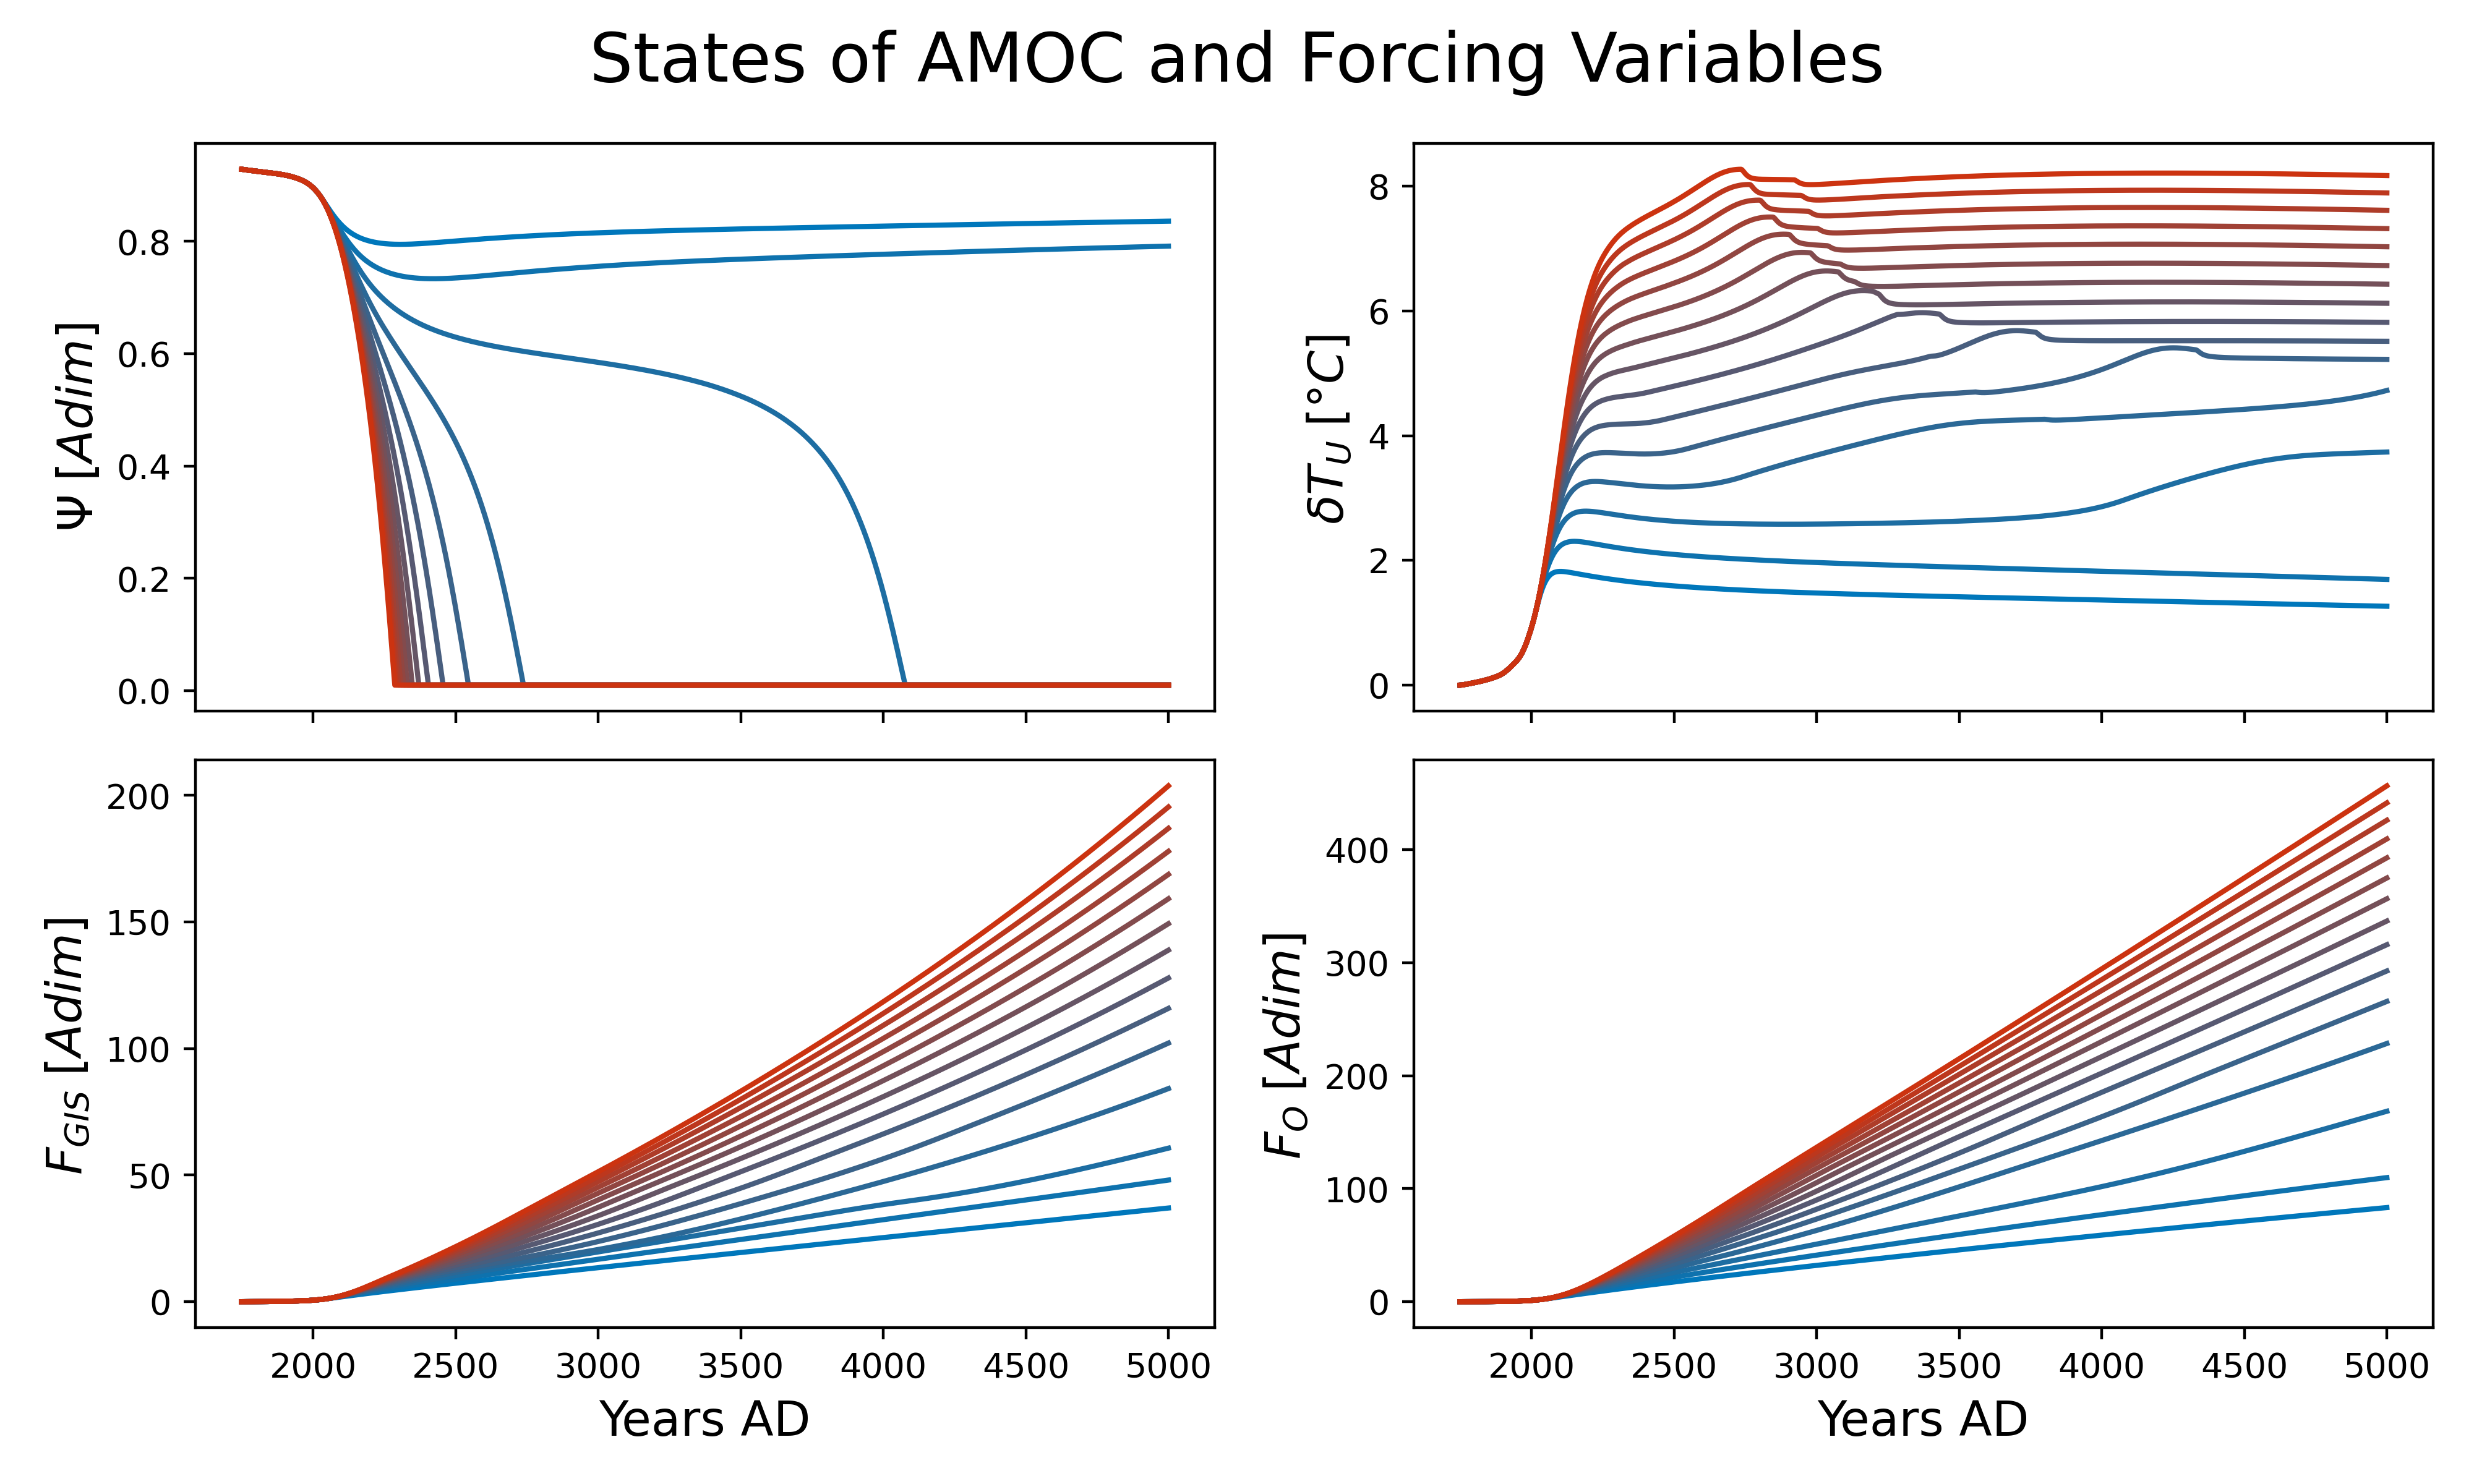 States of AMOC and Forcing Variables
Ψ [Adim]
0.8
0.6
0.4
0.2
0.0
δT_U [°C]
8
6
4
2
0
F_GIS [Adim]
200
150
100
50
0
2000 2500 3000 3500 4000 4500 5000
Years AD
F_O [Adim]
400
300
200
100
0
2000 2500 3000 3500 4000 4500 5000
Years AD